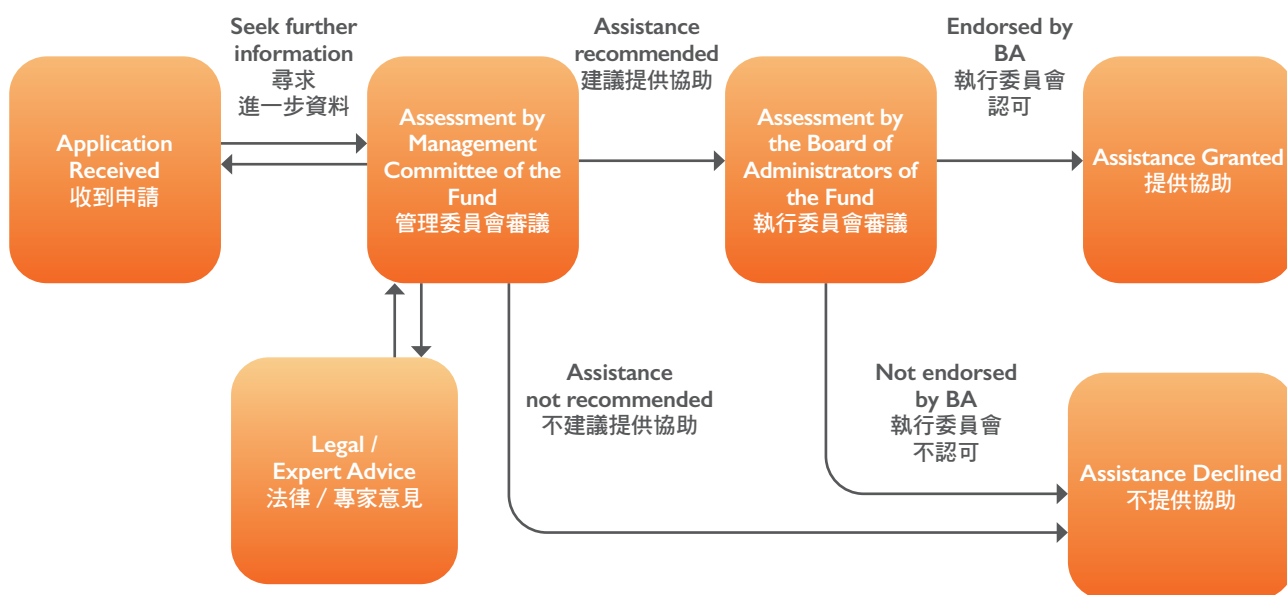 Seek further
information
尋求
進一步資料
Assistance
recommended
建議提供協助
Endorsed by
BA
執行委員會
認可
Application
Received
收到申請
Assessment by
Management
Committee of the
Fund
管理委員會審議
Assessment by
the Board of
Administrators of
the Fund
執行委員會審議
Assistance Granted
提供協助
Legal /
Expert Advice
法律 / 專家意見
Assistance
not recommended
不建議提供協助
Not endorsed
by BA
執行委員會
不認可
Assistance Declined
不提供協助